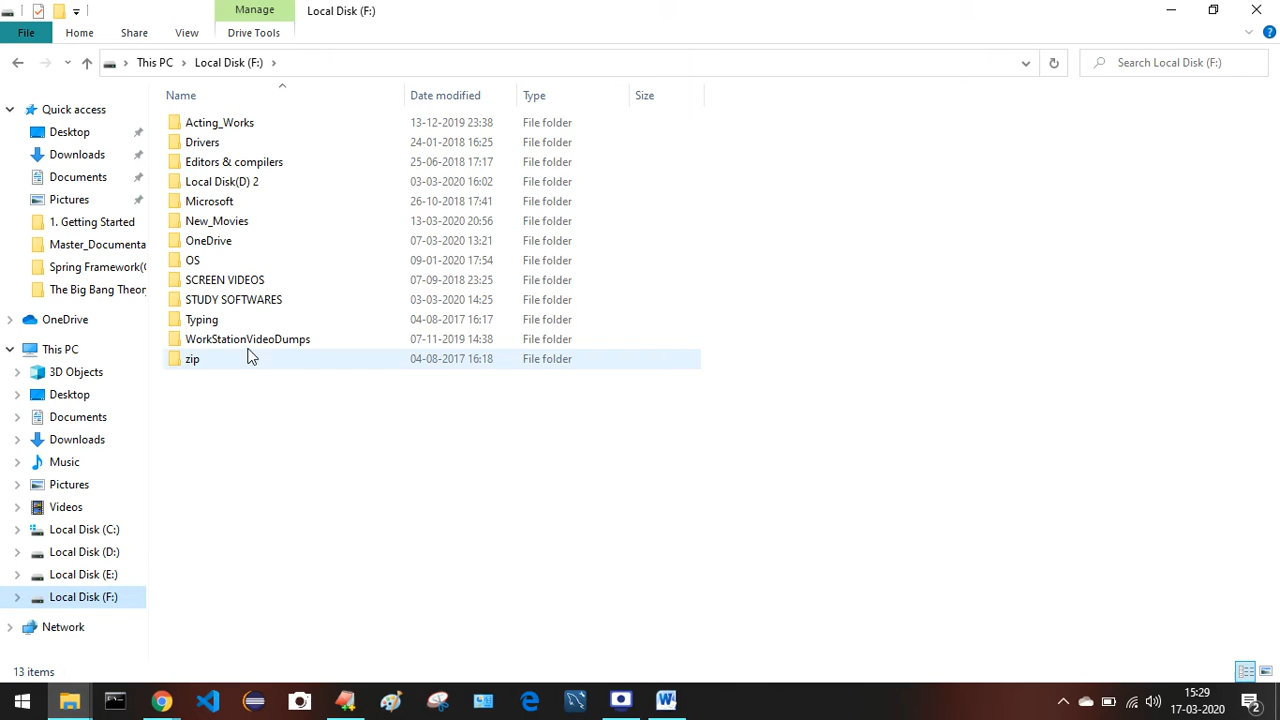 Manage
Local Disk (F:)
File
Home
Share
View
Drive Tools
This PC
Local Disk (F:)
Search Local Disk (F:)
Name
Date modified
Type
Size
Quick access
Desktop
Downloads
Documents
Pictures
1. Getting Started
Master_Documenta
Spring Framework(
The Big Bang Theor
OneDrive
This PC
3D Objects
Desktop
Documents
Downloads
Music
Pictures
Videos
Local Disk (C:)
Local Disk (D:)
Local Disk (E:)
Local Disk (F:)
Network
Acting_Works 13-12-2019 23:38 File folder
Drivers 24-01-2018 16:25 File folder
Editors & compilers 25-06-2018 17:17 File folder
Local Disk(D) 2 03-03-2020 16:02 File folder
Microsoft 26-10-2018 17:41 File folder
New_Movies 13-03-2020 20:56 File folder
OneDrive 07-03-2020 13:21 File folder
OS 09-01-2020 17:54 File folder
SCREEN VIDEOS 07-09-2018 23:25 File folder
STUDY SOFTWARES 03-03-2020 14:25 File folder
Typing 04-08-2017 16:17 File folder
WorkStationVideoDumps 07-11-2019 14:38 File folder
zip 04-08-2017 16:18 File folder
13 items
15:29
17-03-2020
2